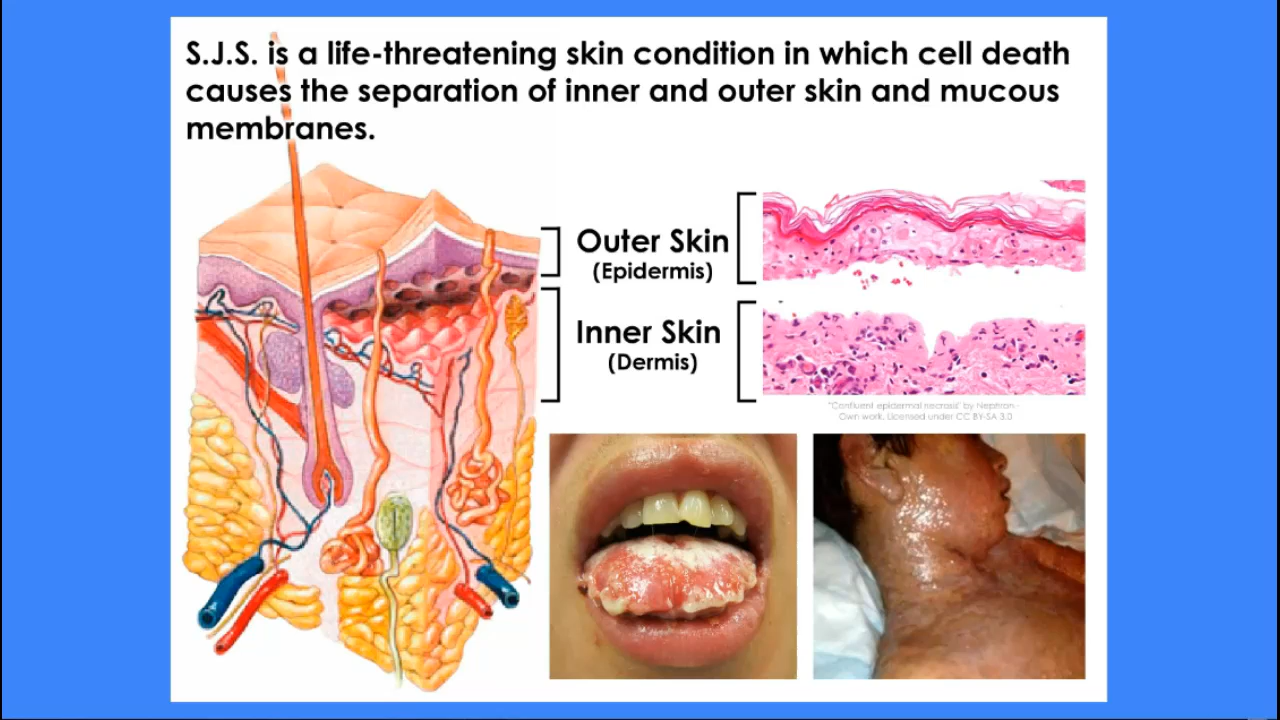 S.J.S. is a life-threatening skin condition in which cell death
causes the separation of inner and outer skin and mucous
membranes.
Outer Skin
(Epidermis)
Inner Skin
(Dermis)
"Confluent epidermal necrosis" by Nephron -
Own work. Licensed under CC BY-SA 3.0